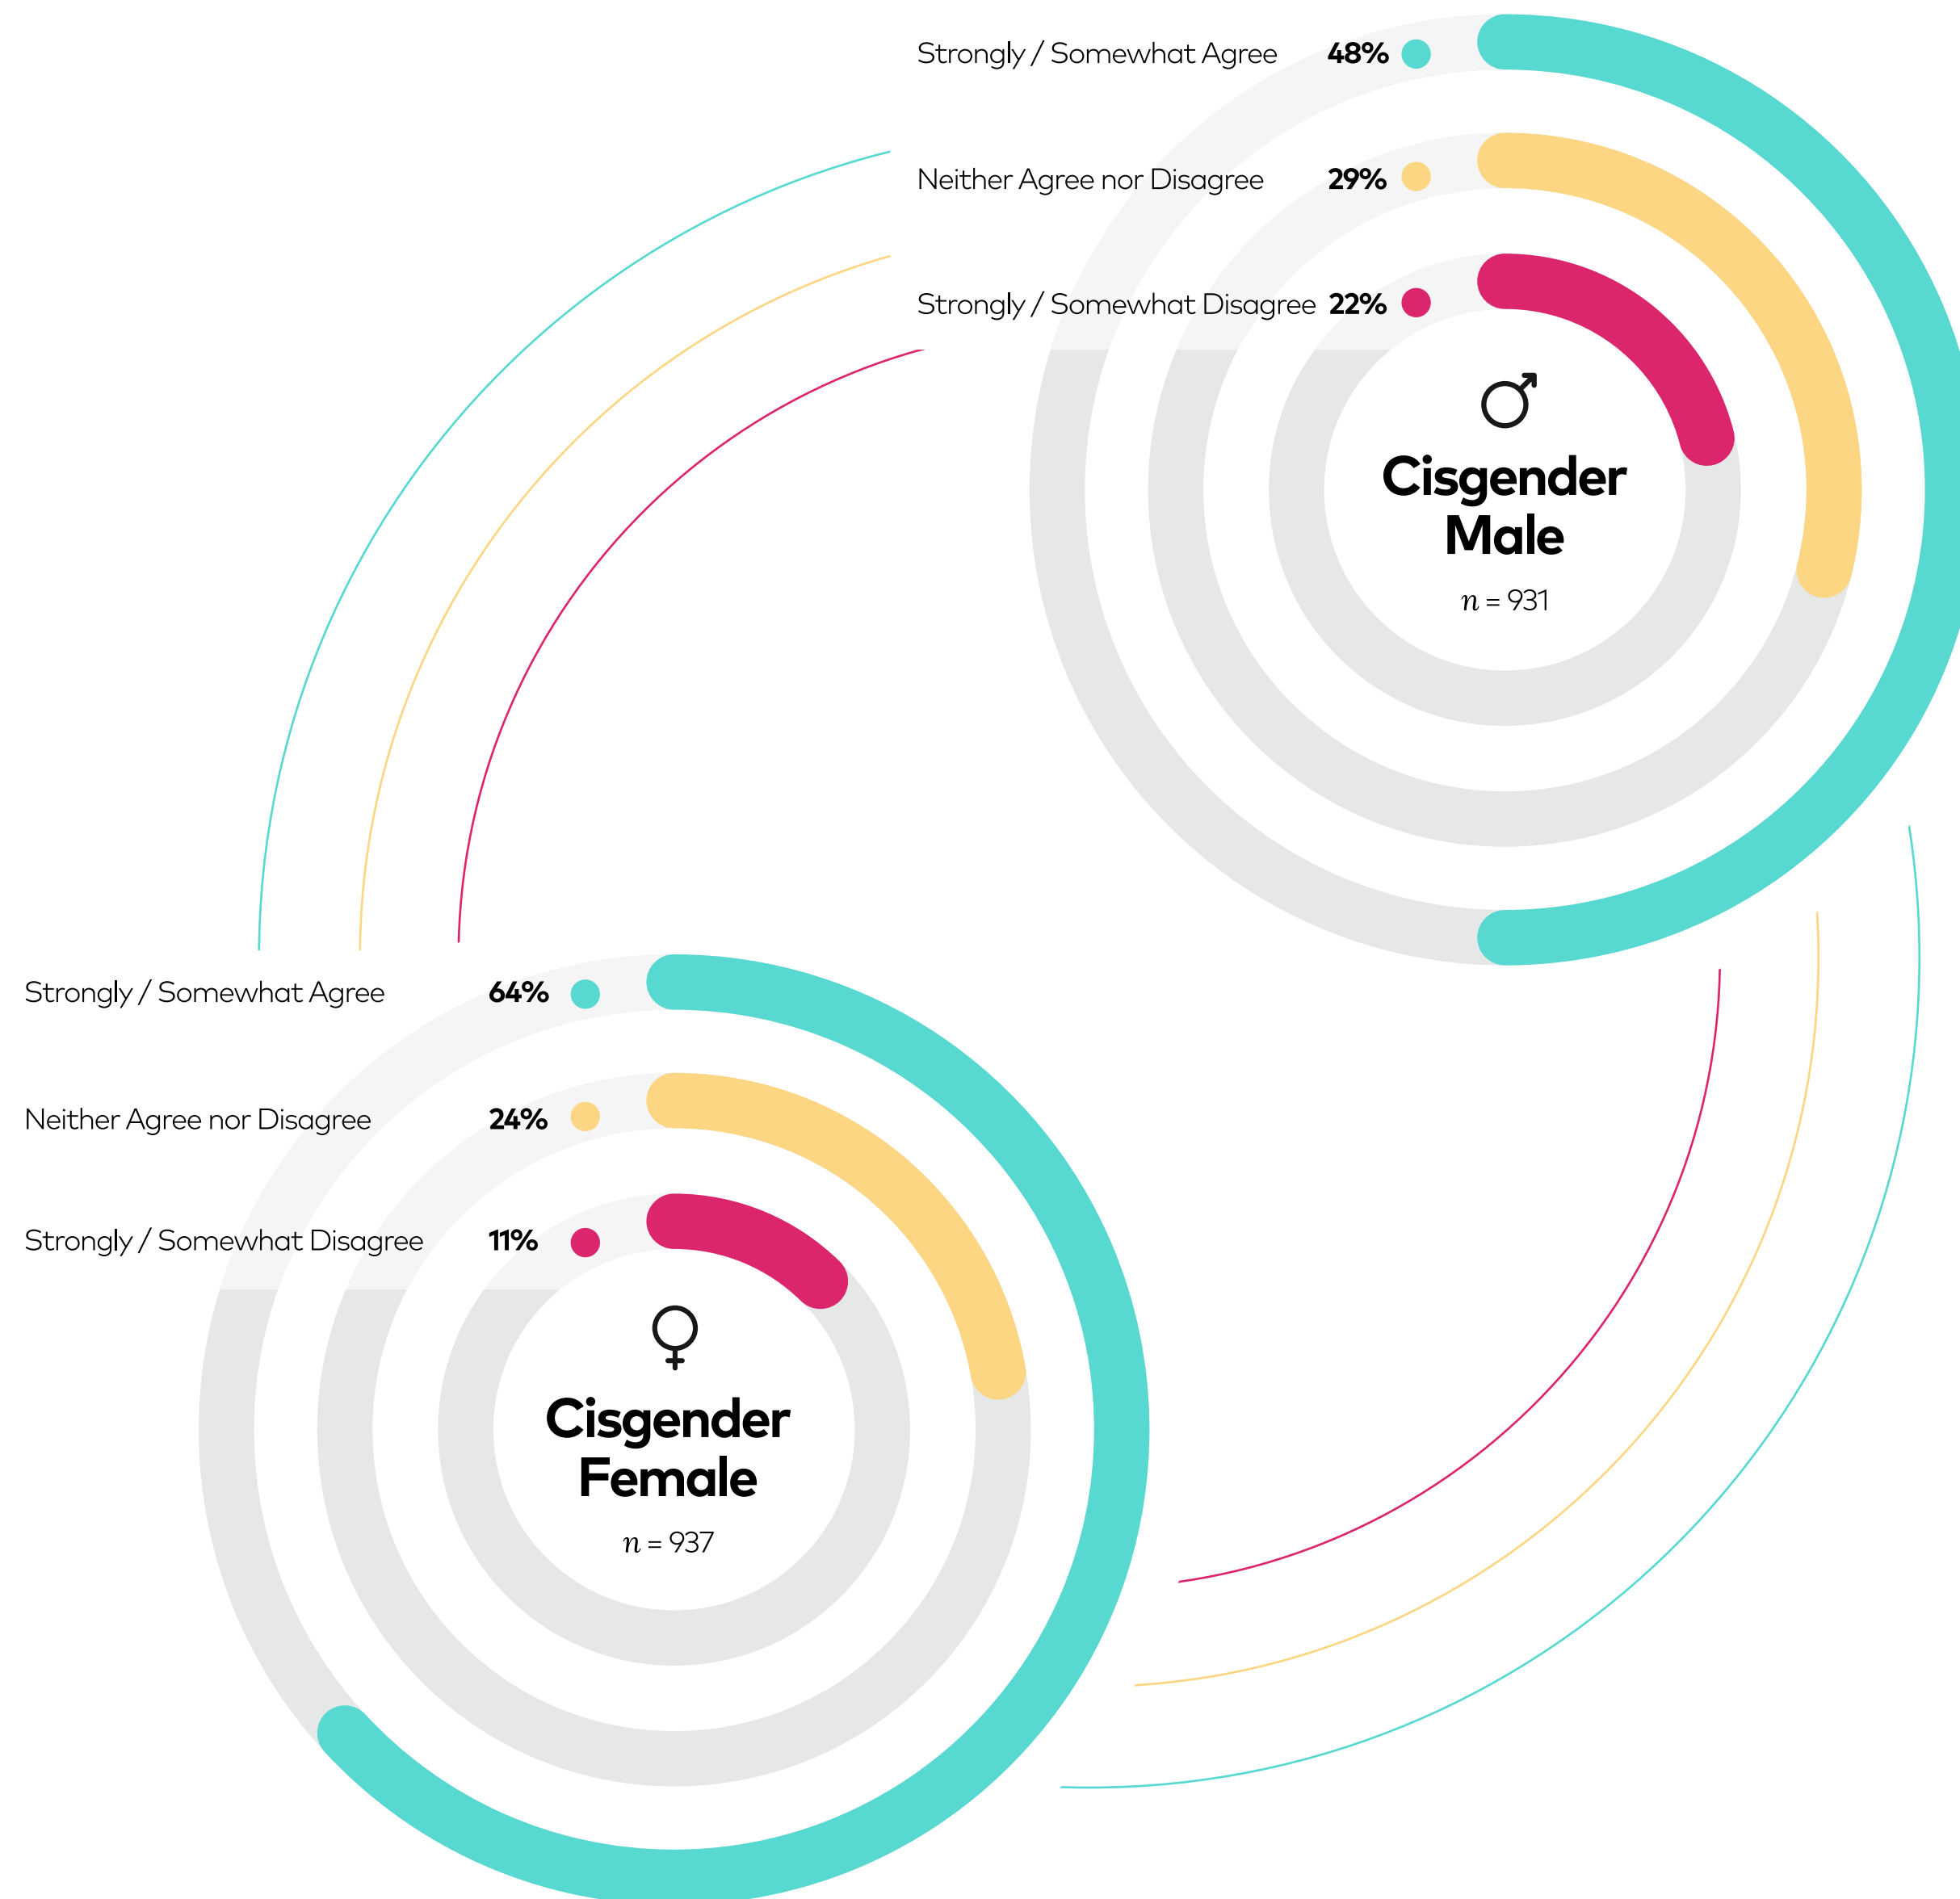 Strongly / Somewhat Agree 48%
Neither Agree nor Disagree 29%
Strongly / Somewhat Disagree 22%
Cisgender
Male
n = 931
Strongly / Somewhat Agree 64%
Neither Agree nor Disagree 24%
Strongly / Somewhat Disagree 11%
Cisgender
Female
n = 937